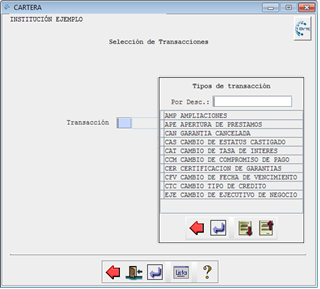 CARTERA
INSTITUCIÓN EJEMPLO
Selección de Transacciones
Tipos de transacción
Por Desc.:
Transacción
AMP AMPLIACIONES
APE APERTURA DE PRESTAMOS
CAN GARANTIA CANCELADA
CAS CAMBIO DE ESTATUS CASTIGADO
CAT CAMBIO DE TASA DE INTERES
CCM CAMBIO DE COMPROMISO DE PAGO
CER CERTIFICACION DE GARANTIAS
CFV CAMBIO DE FECHA DE VENCIMIENTO
CTC CAMBIO TIPO DE CREDITO
EJE CAMBIO DE EJECUTIVO DE NEGOCIO
?